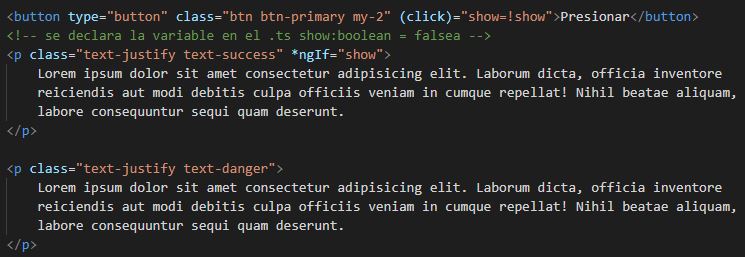 <button type="button" class="btn btn-primary my-2" (click)="show=!show">Presionar</button>
<!-- se declara la variable en el .ts show:boolean = falsea -->
<p class="text-justify text-success" *ngIf="show">
Lorem ipsum dolor sit amet consectetur adipisicing elit. Laborum dicta, officia inventore
reiciendis aut modi debitis culpa officiis veniam in cumque repellat! Nihil beatae aliquam,
labore consequuntur sequi quam deserunt.
</p>
<p class="text-justify text-danger">
Lorem ipsum dolor sit amet consectetur adipisicing elit. Laborum dicta, officia inventore
reiciendis aut modi debitis culpa officiis veniam in cumque repellat! Nihil beatae aliquam,
labore consequuntur sequi quam deserunt.
</p>